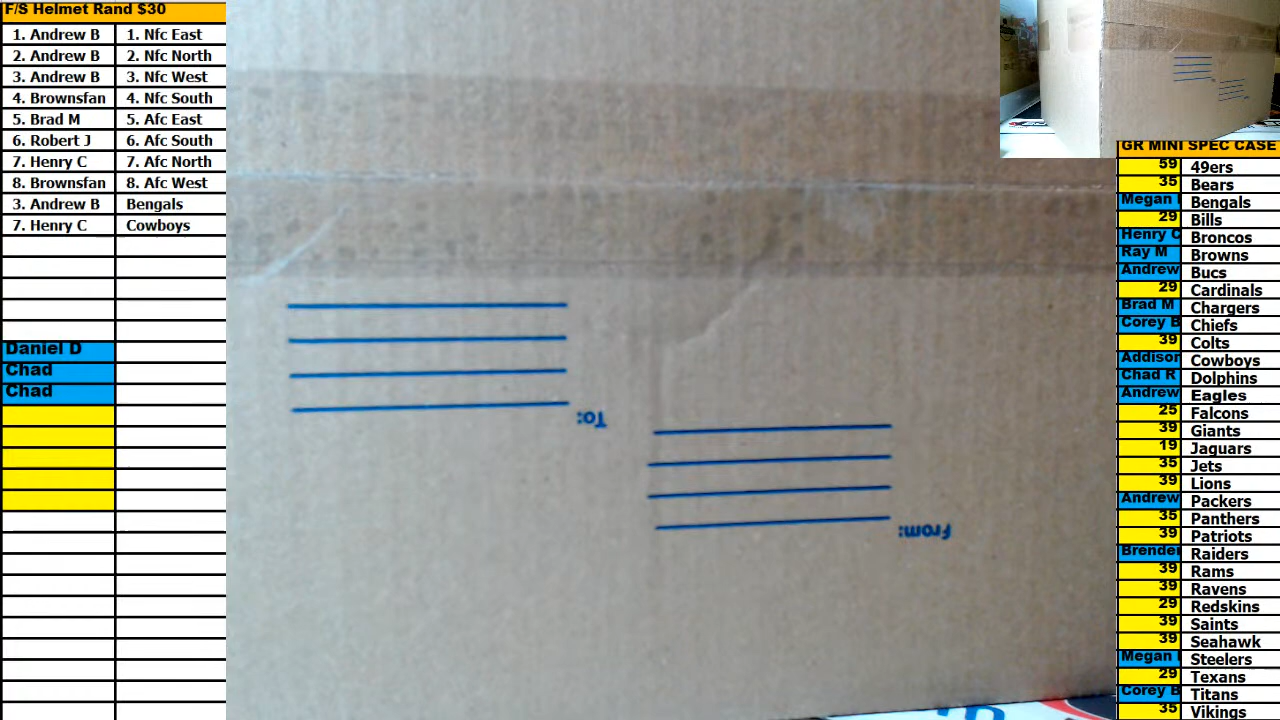 F/S Helmet Rand $30
1. Andrew B 1. Nfc East
2. Andrew B 2. Nfc North
3. Andrew B 3. Nfc West
4. Brownsfan 4. Nfc South
5. Brad M 5. Afc East
6. Robert J 6. Afc South
7. Henry C 7. Afc North
8. Brownsfan 8. Afc West
3. Andrew B Bengals
7. Henry C Cowboys
Daniel D
Chad
Chad
To:
From:
GR MINI SPEC CASE
59 49ers
35 Bears
Megan Bengals
29 Bills
Henry C Broncos
Ray M Browns
Andrew Bucs
29 Cardinals
Brad M Chargers
Corey B Chiefs
39 Colts
Addison Cowboys
Chad R Dolphins
Andrew Eagles
25 Falcons
39 Giants
19 Jaguars
35 Jets
39 Lions
Andrew Packers
35 Panthers
39 Patriots
Brenden Raiders
39 Rams
39 Ravens
29 Redskins
39 Saints
39 Seahawk
Megan Steelers
29 Texans
Corey B Titans
35 Vikings